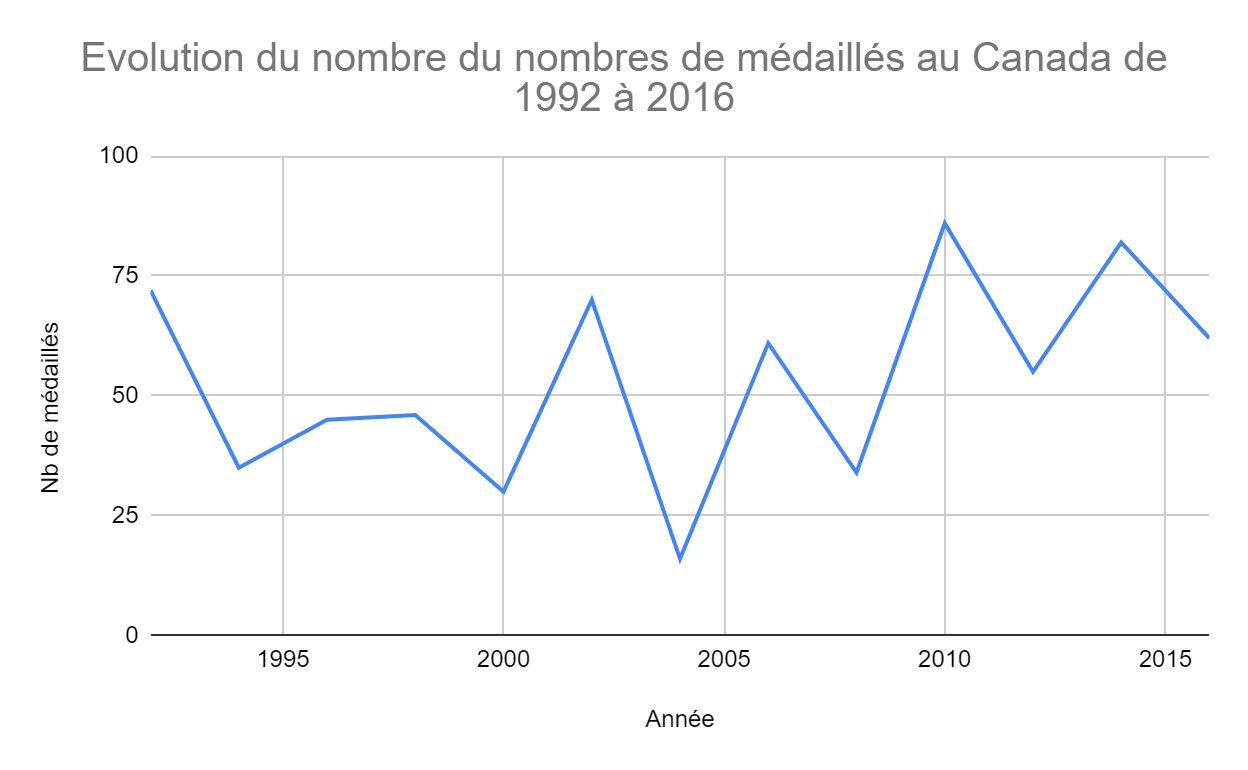 Evolution du nombre du nombres de médaillés au Canada de
1992 à 2016
100
75
50
25
0
Nb de médaillés
1995
2000
2005
2010
2015
Année